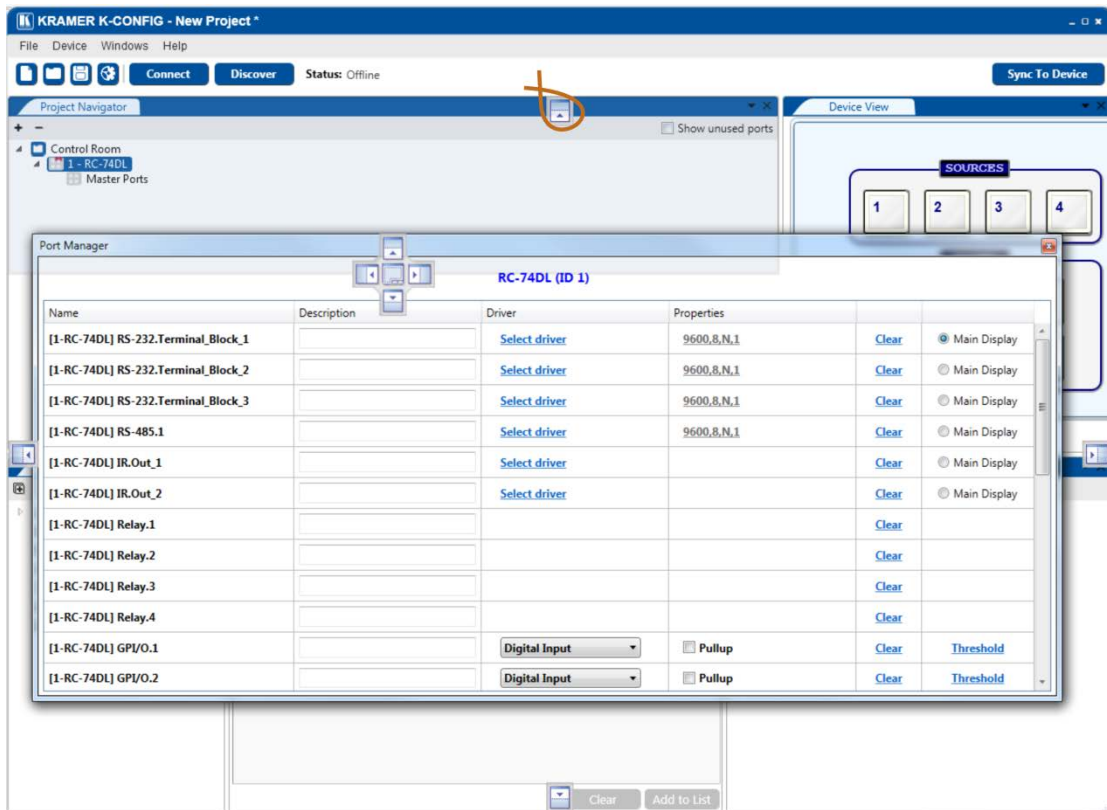 KRAMER K-CONFIG - New Project *
File Device Windows Help
Connect Discover Status: Offline Sync To Device
Project Navigator Device View
+ − Show unused ports
Control Room
1 - RC-74DL
Master Ports
SOURCES
1 2 3 4
Port Manager
RC-74DL (ID 1)
Name Description Driver Properties
[1-RC-74DL] RS-232.Terminal_Block_1 Select driver 9600,8,N,1 Clear Main Display
[1-RC-74DL] RS-232.Terminal_Block_2 Select driver 9600,8,N,1 Clear Main Display
[1-RC-74DL] RS-232.Terminal_Block_3 Select driver 9600,8,N,1 Clear Main Display
[1-RC-74DL] RS-485.1 Select driver 9600,8,N,1 Clear Main Display
[1-RC-74DL] IR.Out_1 Select driver Clear Main Display
[1-RC-74DL] IR.Out_2 Select driver Clear Main Display
[1-RC-74DL] Relay.1 Clear
[1-RC-74DL] Relay.2 Clear
[1-RC-74DL] Relay.3 Clear
[1-RC-74DL] Relay.4 Clear
[1-RC-74DL] GPI/O.1 Digital Input Pullup Clear Threshold
[1-RC-74DL] GPI/O.2 Digital Input Pullup Clear Threshold
Clear Add to List